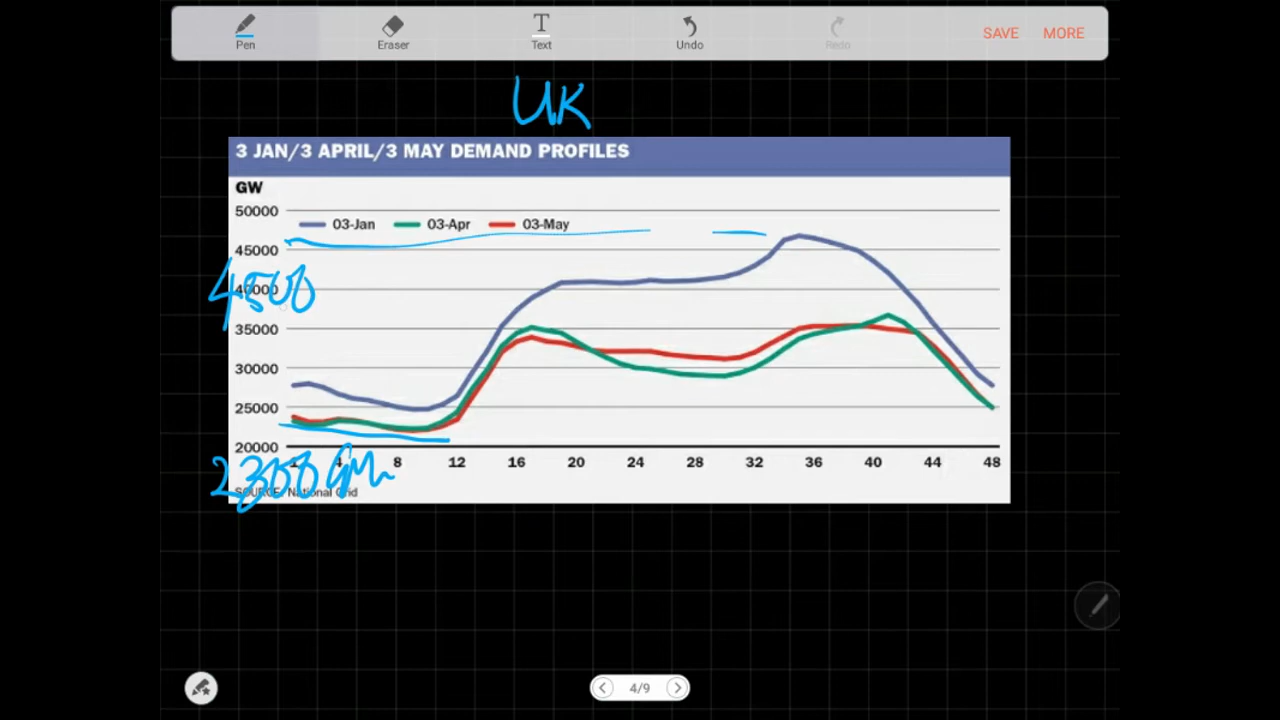 Pen Eraser Text Undo Redo SAVE MORE
UK
3 JAN/3 APRIL/3 MAY DEMAND PROFILES
GW
50000
03-Jan 03-Apr 03-May
45000
4500
40000
35000
30000
25000
20000
4 8 12 16 20 24 28 32 36 40 44 48
2300
SOURCE: National Grid
4/9